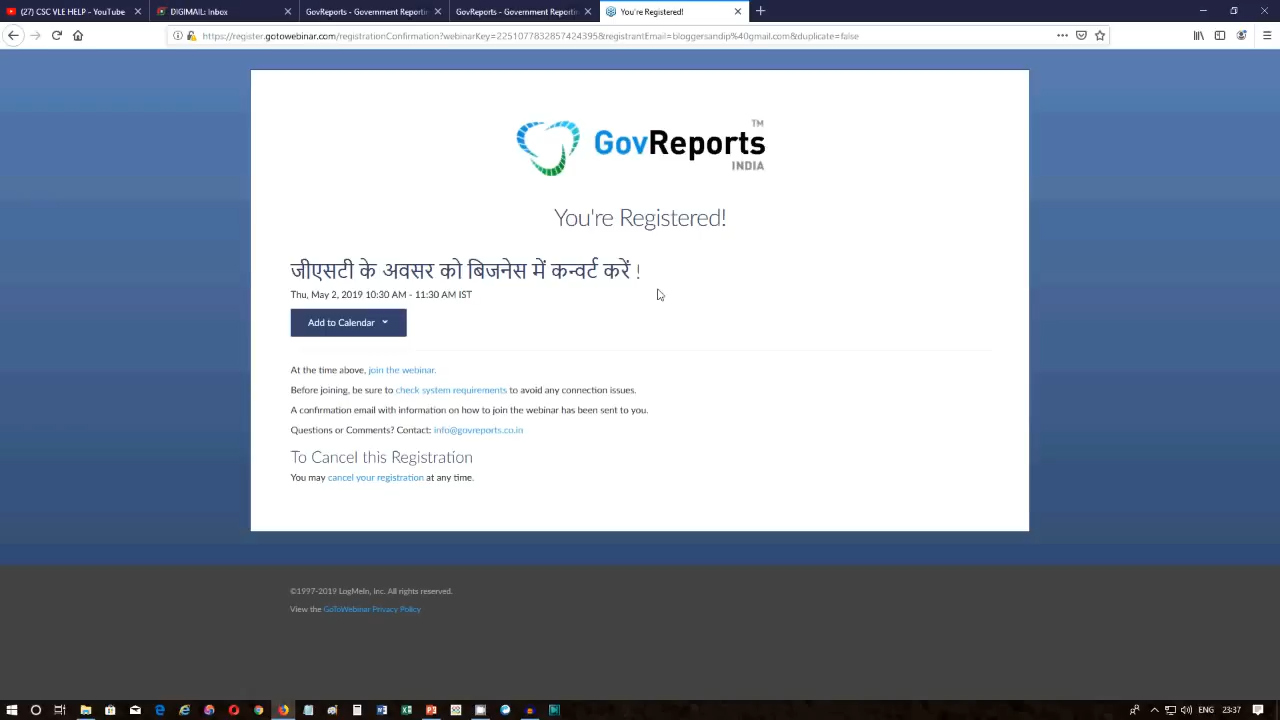 (27) CSC VLE HELP - YouTube
DIGIMAIL: Inbox
GovReports - Government Reporting
GovReports - Government Reporting
You're Registered!
https://register.gotowebinar.com/registrationConfirmation?webinarKey=2251077832857424395&registrantEmail=bloggersandip%40gmail.com&duplicate=false
GovReports TM
INDIA
You're Registered!
जीएसटी के अवसर को बिजनेस में कन्वर्ट करें !
Thu, May 2, 2019 10:30 AM - 11:30 AM IST
Add to Calendar
At the time above, join the webinar.
Before joining, be sure to check system requirements to avoid any connection issues.
A confirmation email with information on how to join the webinar has been sent to you.
Questions or Comments? Contact: info@govreports.co.in
To Cancel this Registration
You may cancel your registration at any time.
©1997-2019 LogMeIn, Inc. All rights reserved.
View the GoToWebinar Privacy Policy
ENG 23:37